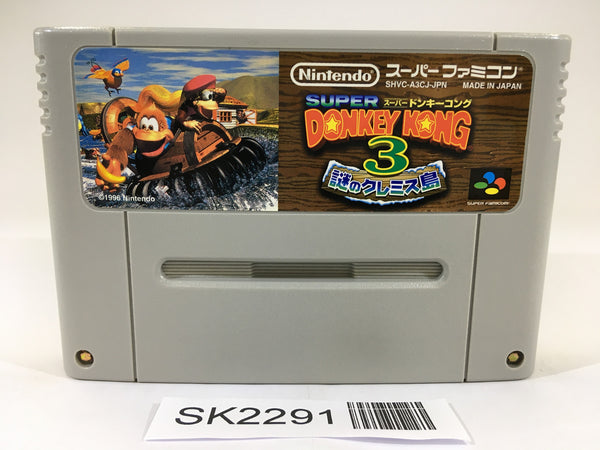 Nintendo スーパーファミコン
SHVC-A3CJ-JPN MADE IN JAPAN
SUPER スーパードンキーコング
DONKEY KONG
3
謎のクレミス島
SUPER FAMICOM
©1996 Nintendo
SK2291